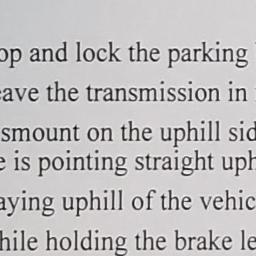 op and lock the parking
eave the transmission in
smount on the uphill sid
e is pointing straight uph
aying uphill of the vehic
hile holding the brake le